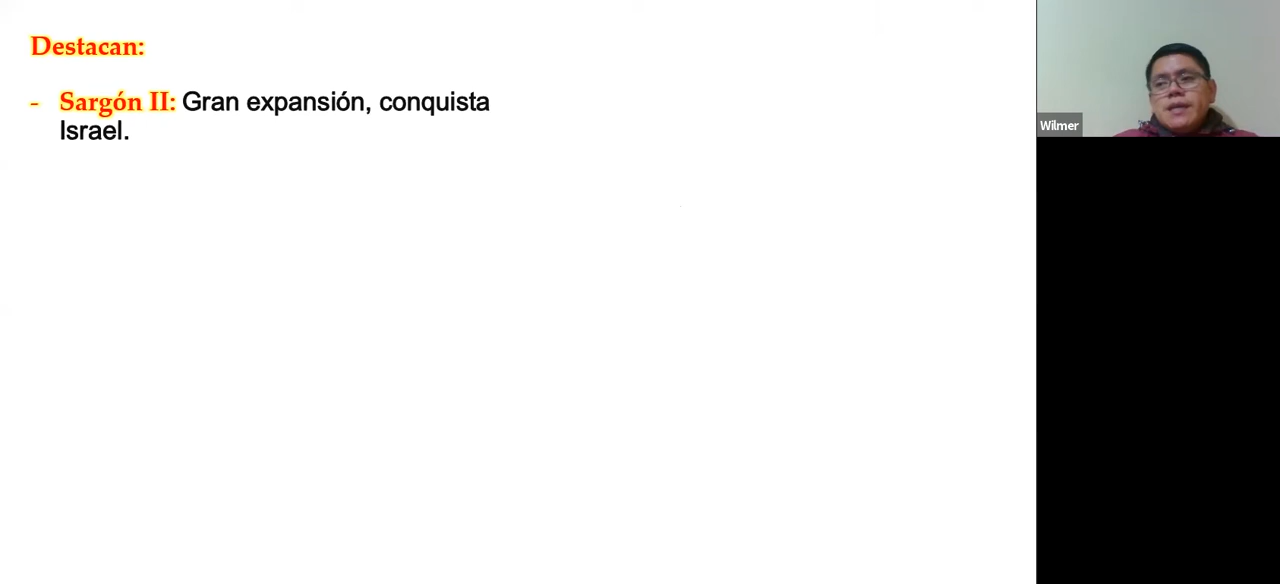 Destacan:
- Sargón II: Gran expansión, conquista
Israel.
Wilmer